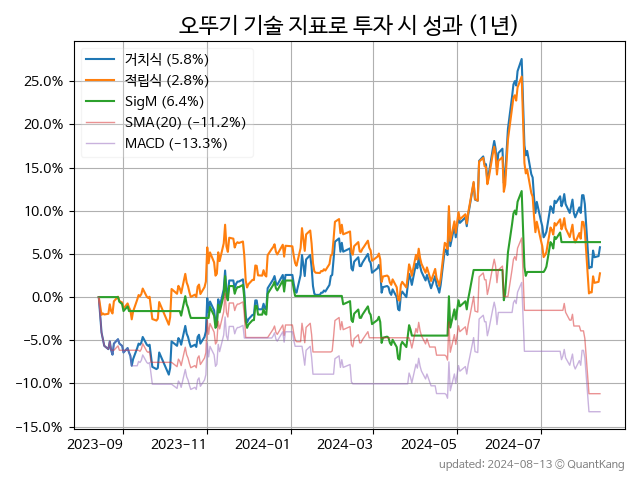 오뚜기 기술 지표로 투자 시 성과 (1년)
거치식 (5.8%)
적립식 (2.8%)
SigM (6.4%)
SMA(20) (−11.2%)
MACD (−13.3%)
25.0%
20.0%
15.0%
10.0%
5.0%
0.0%
−5.0%
−10.0%
−15.0%
2023-09 2023-11 2024-01 2024-03 2024-05 2024-07
updated: 2024-08-13 © QuantKang